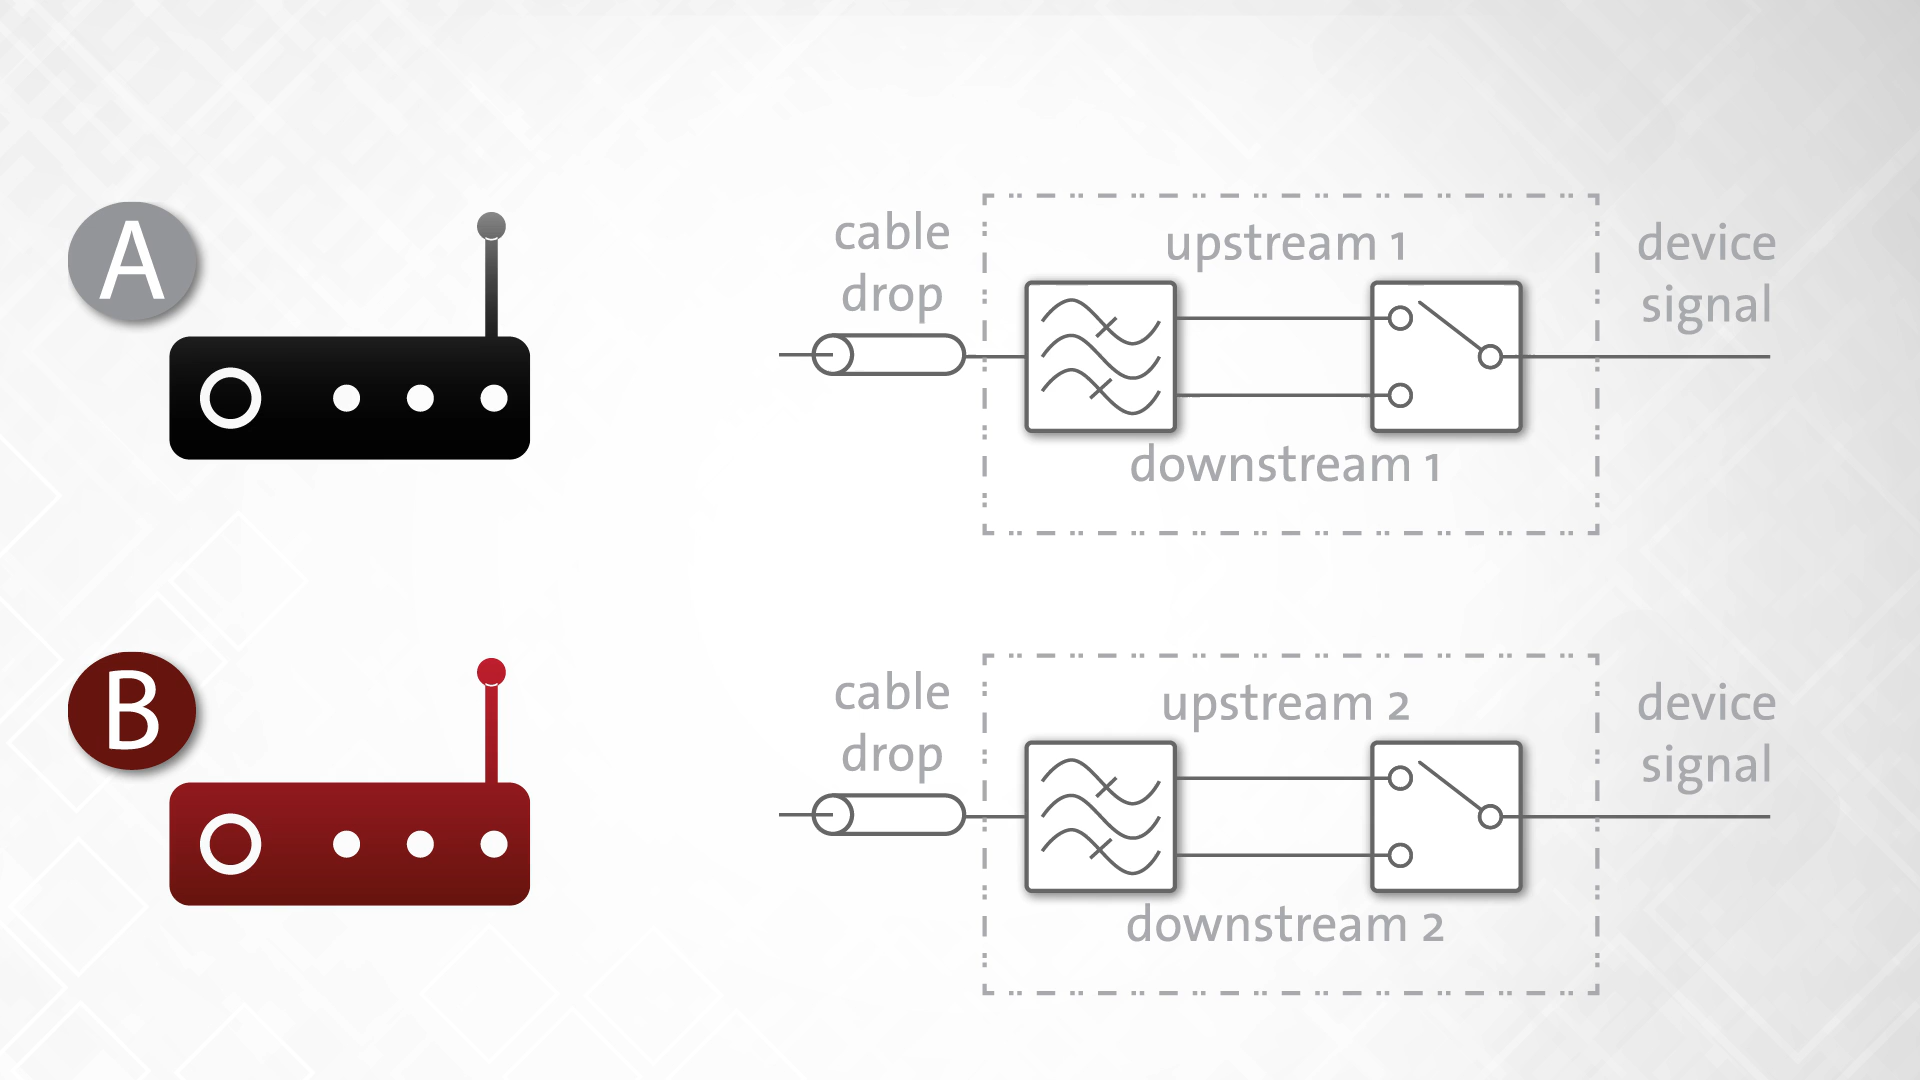 A
cable
drop
upstream 1
downstream 1
device
signal
B
cable
drop
upstream 2
downstream 2
device
signal